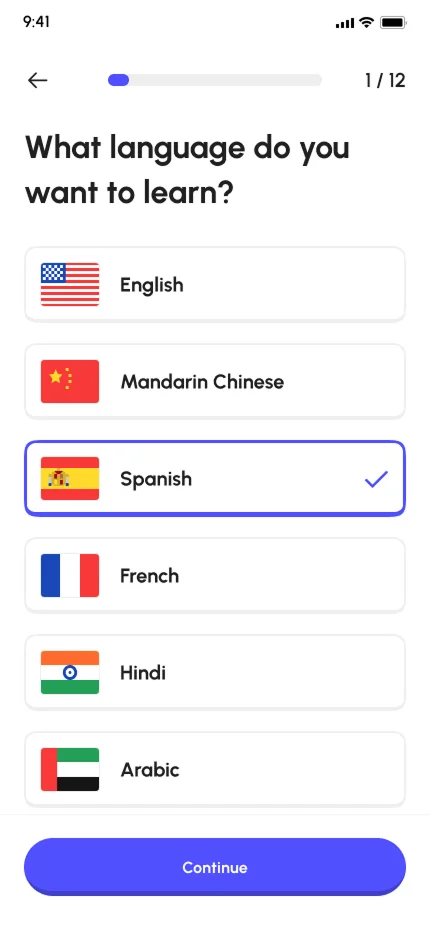 9:41
1 / 12
What language do you
want to learn?
English
Mandarin Chinese
Spanish
French
Hindi
Arabic
Continue